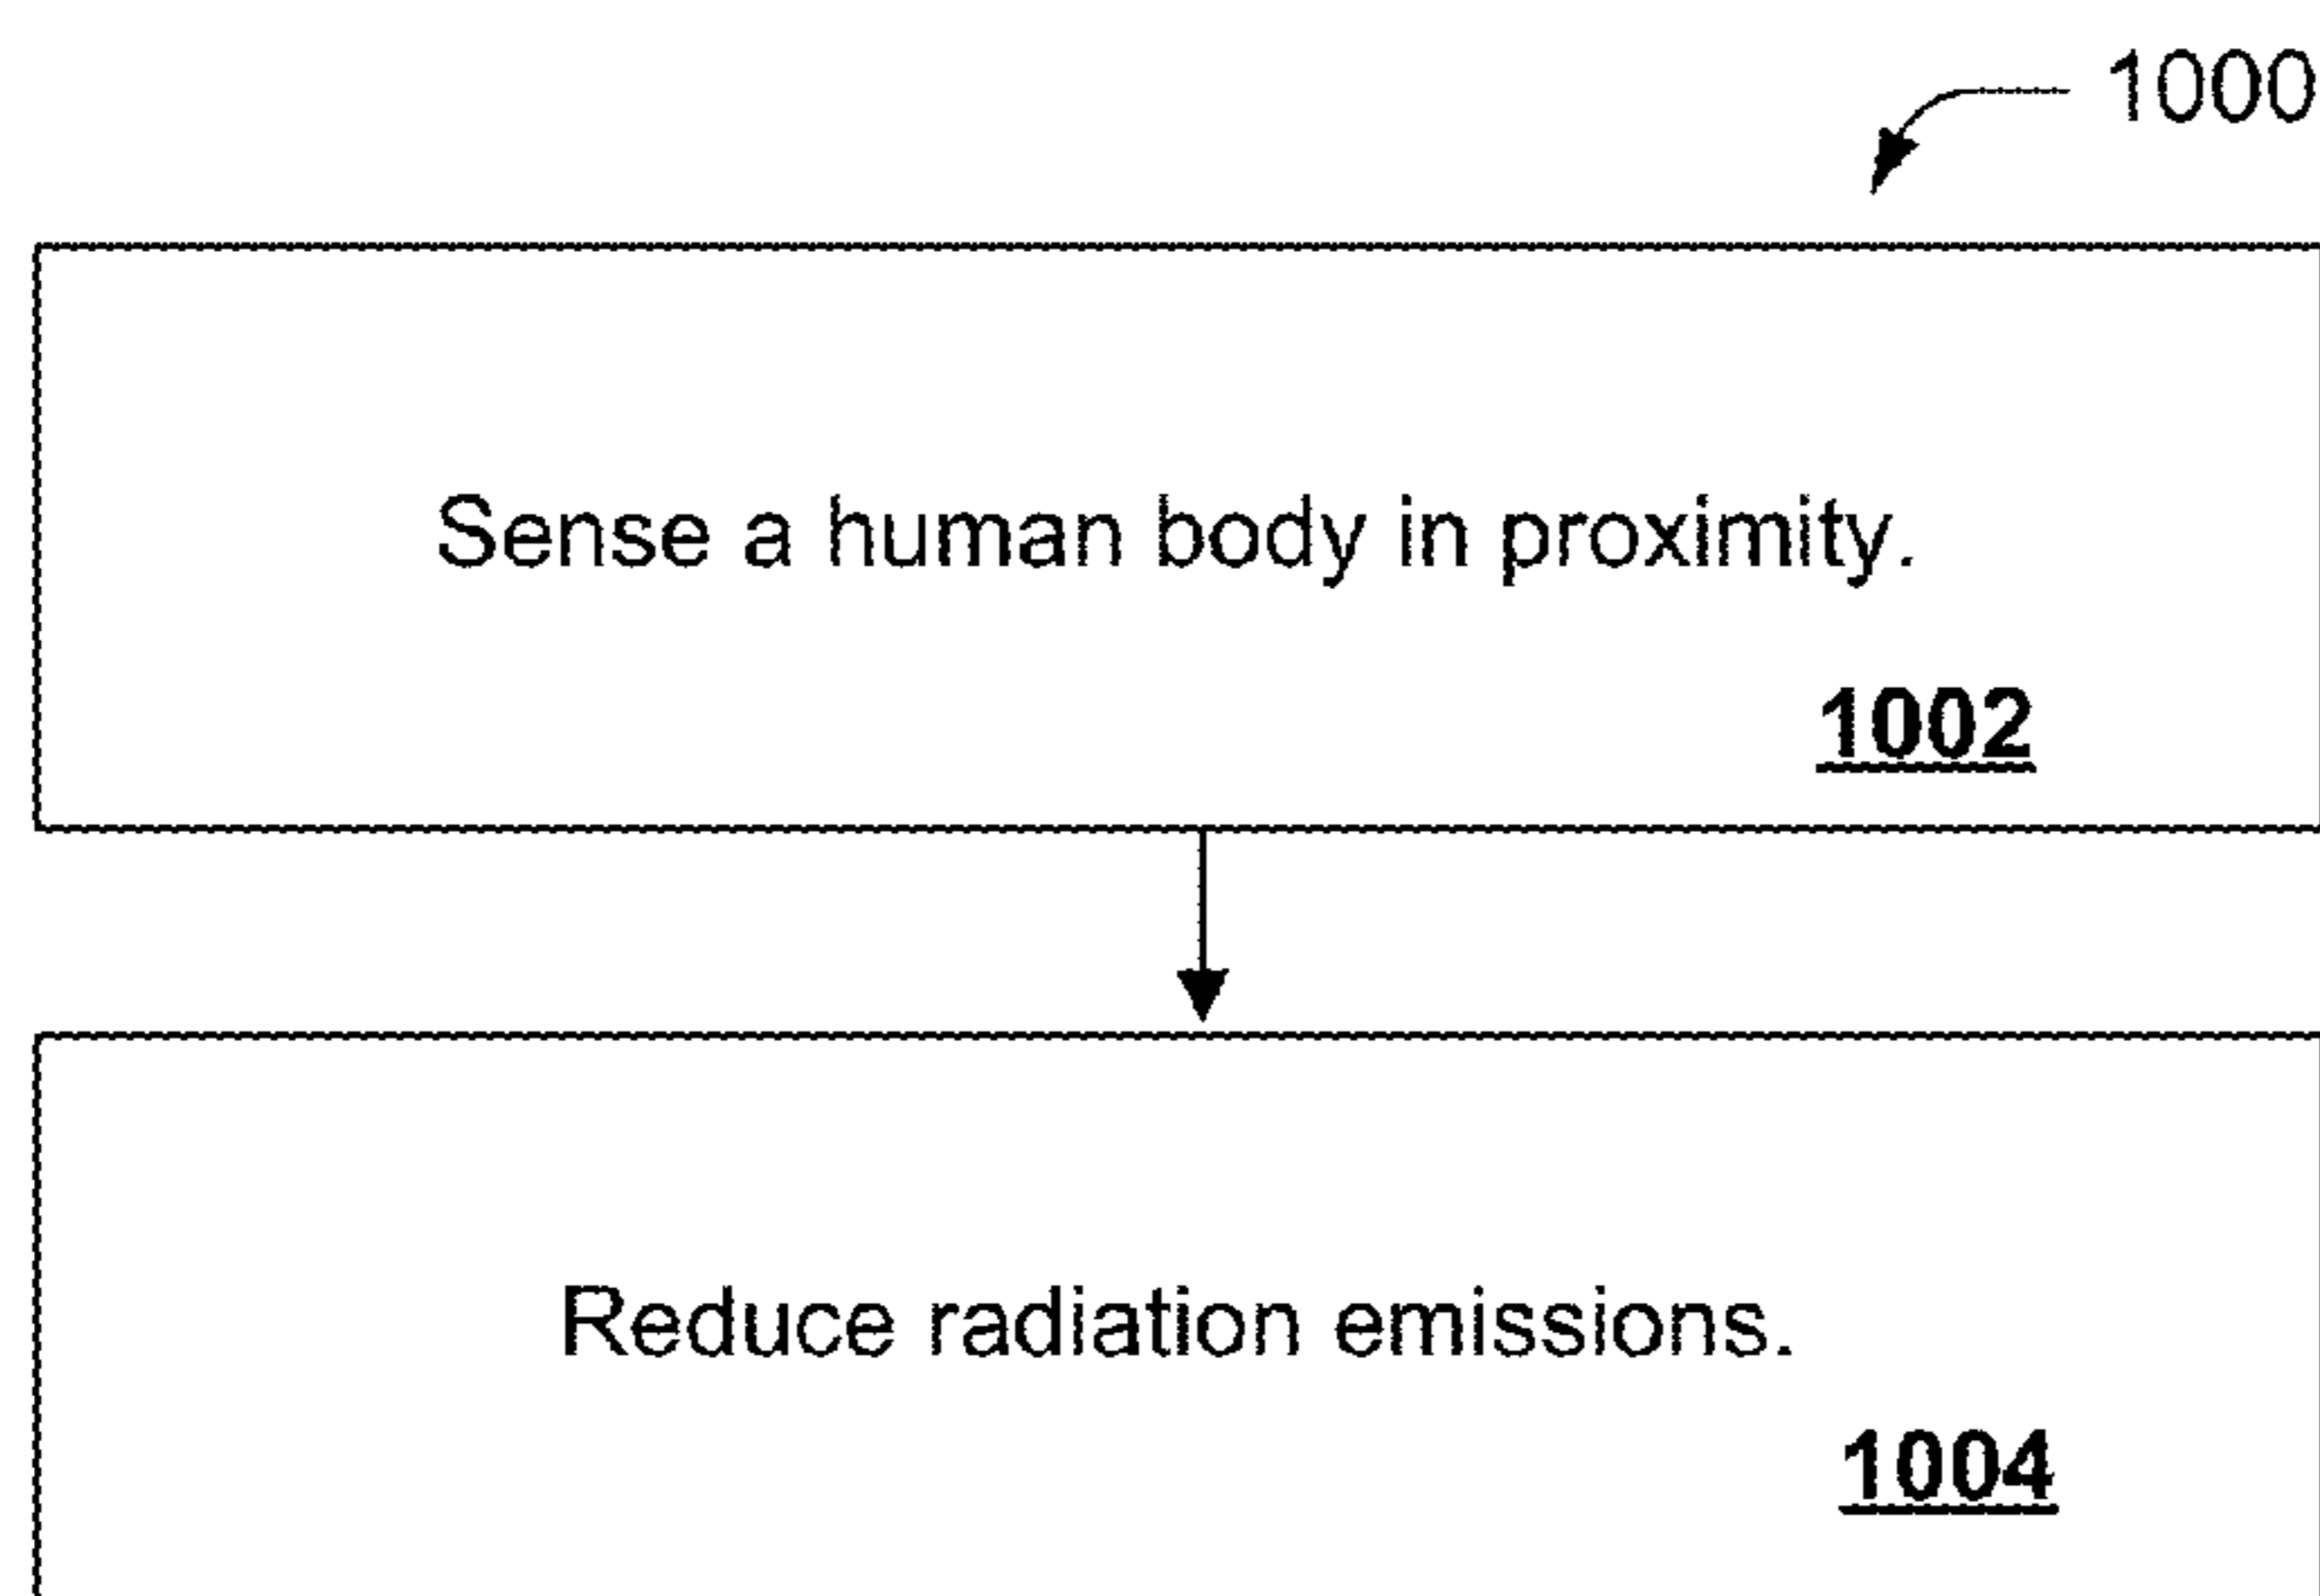 1000
Sense a human body in proximity.
1002
Reduce radiation emissions.
1004